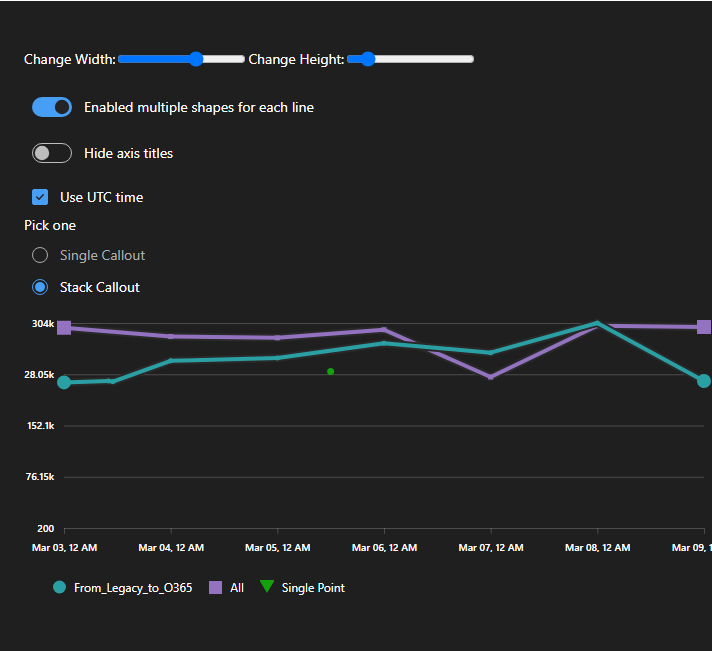 Change Width: Change Height:
Enabled multiple shapes for each line
Hide axis titles
Use UTC time
Pick one
Single Callout
Stack Callout
304k
28.05k
152.1k
76.15k
200
Mar 03, 12 AM Mar 04, 12 AM Mar 05, 12 AM Mar 06, 12 AM Mar 07, 12 AM Mar 08, 12 AM Mar 09, 1
From_Legacy_to_O365 All Single Point